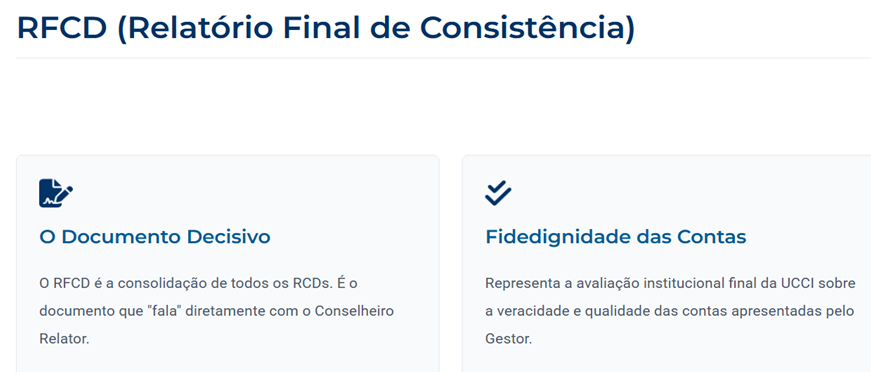 RFCD (Relatório Final de Consistência)
O Documento Decisivo
O RFCD é a consolidação de todos os RCDs. É o
documento que "fala" diretamente com o Conselheiro
Relator.
Fidedignidade das Contas
Representa a avaliação institucional final da UCCI sobre
a veracidade e qualidade das contas apresentadas pelo
Gestor.